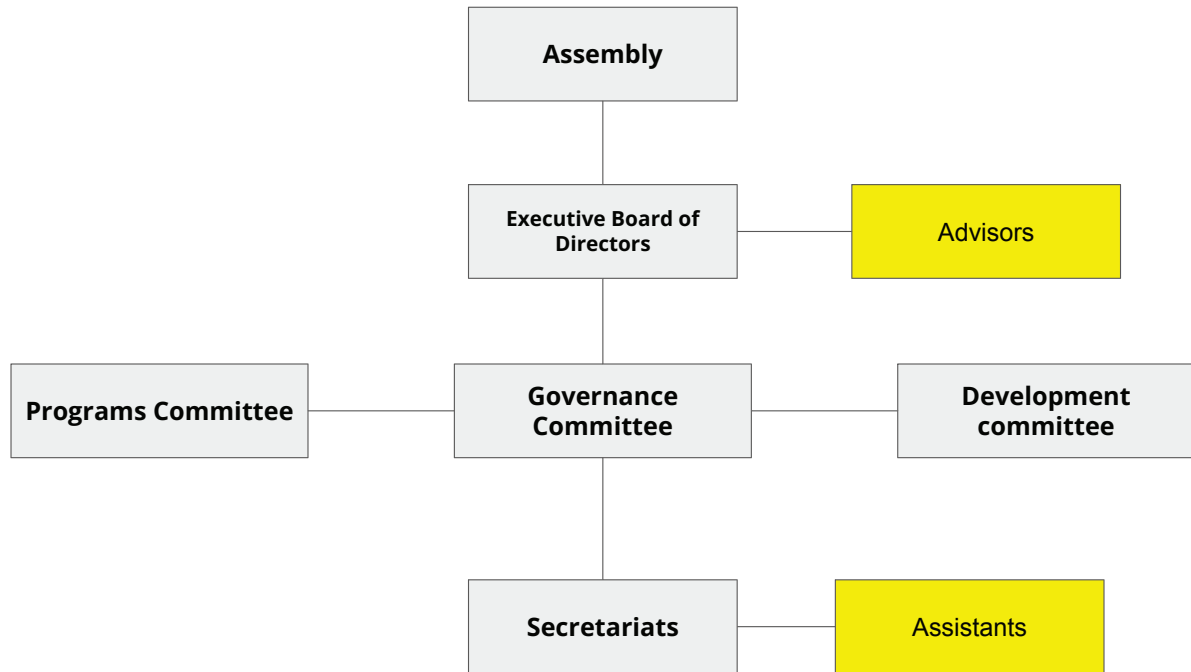 Assembly
Executive Board of
Directors
Advisors
Programs Committee
Governance
Committee
Development
committee
Secretariats
Assistants